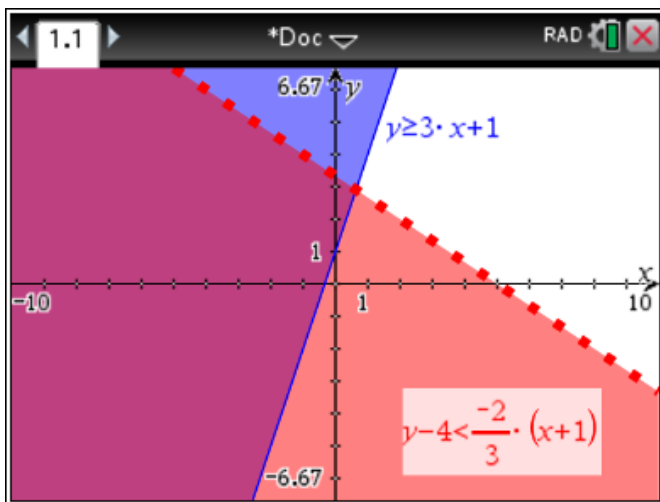 1.1 *Doc RAD
6.67 y
y≥3·x+1
1
x
-10 1 10
y-4<-2/3·(x+1)
-6.67